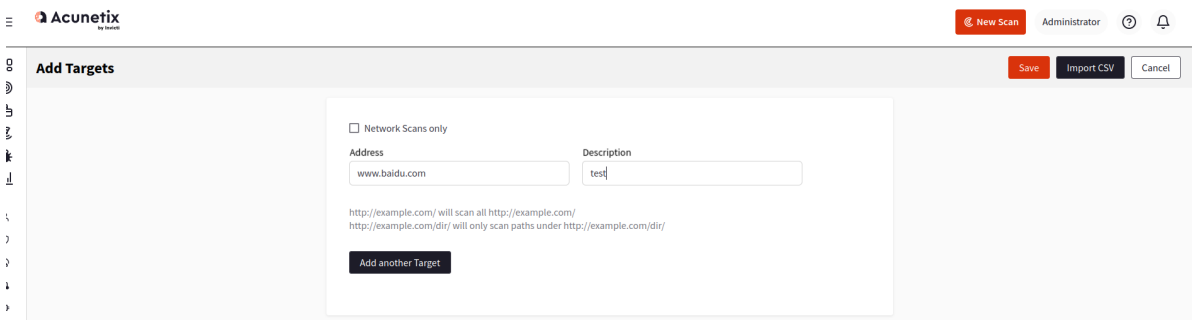 Acunetix
by Invicti
New Scan
Administrator
Add Targets
Save
Import CSV
Cancel
Network Scans only
Address
Description
www.baidu.com
test
http://example.com/ will scan all http://example.com/
http://example.com/dir/ will only scan paths under http://example.com/dir/
Add another Target